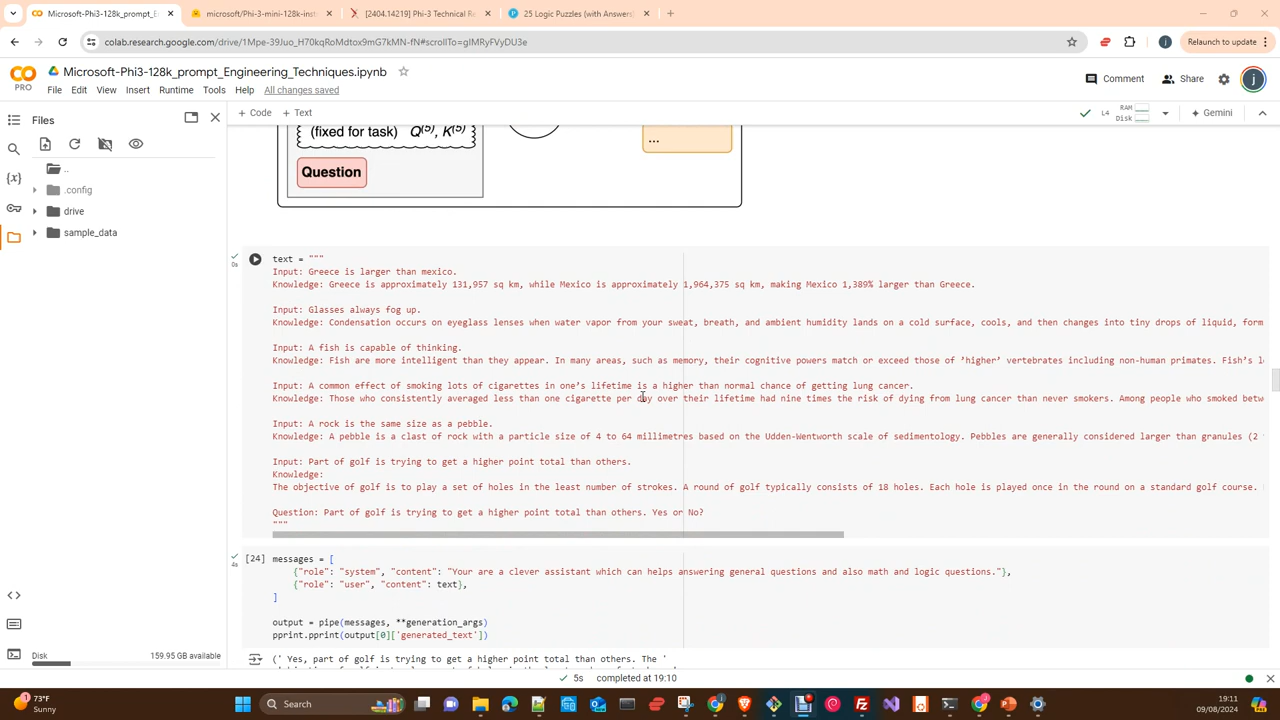 Microsoft-Phi3-128k_prompt_E
microsoft/Phi-3-mini-128k-inst
[2404.14219] Phi-3 Technical Re
25 Logic Puzzles (with Answers)
colab.research.google.com/drive/1Mpe-39Juo_H70kqRoMdtox9mG7kMN-fN#scrollTo=gIMRyFVyDU3e
Relaunch to update
PRO
Microsoft-Phi3-128k_prompt_Engineering_Techniques.ipynb
File Edit View Insert Runtime Tools Help All changes saved
Comment Share j
Files
+ Code + Text
L4 RAM Disk
Gemini
..
.config
drive
sample_data
(fixed for task) Q(5), K(5)
...
Question
0s
text = """
Input: Greece is larger than mexico.
Knowledge: Greece is approximately 131,957 sq km, while Mexico is approximately 1,964,375 sq km, making Mexico 1,389% larger than Greece.
Input: Glasses always fog up.
Knowledge: Condensation occurs on eyeglass lenses when water vapor from your sweat, breath, and ambient humidity lands on a cold surface, cools, and then changes into tiny drops of liquid, form
Input: A fish is capable of thinking.
Knowledge: Fish are more intelligent than they appear. In many areas, such as memory, their cognitive powers match or exceed those of ’higher’ vertebrates including non-human primates. Fish’s l
Input: A common effect of smoking lots of cigarettes in one’s lifetime is a higher than normal chance of getting lung cancer.
Knowledge: Those who consistently averaged less than one cigarette per day over their lifetime had nine times the risk of dying from lung cancer than never smokers. Among people who smoked betw
Input: A rock is the same size as a pebble.
Knowledge: A pebble is a clast of rock with a particle size of 4 to 64 millimetres based on the Udden-Wentworth scale of sedimentology. Pebbles are generally considered larger than granules (2
Input: Part of golf is trying to get a higher point total than others.
Knowledge:
The objective of golf is to play a set of holes in the least number of strokes. A round of golf typically consists of 18 holes. Each hole is played once in the round on a standard golf course.
Question: Part of golf is trying to get a higher point total than others. Yes or No?
"""
[24] messages = [
4s
{"role": "system", "content": "Your are a clever assistant which can helps answering general questions and also math and logic questions."},
{"role": "user", "content": text},
]
output = pipe(messages, **generation_args)
pprint.pprint(output[0]['generated_text'])
(' Yes, part of golf is trying to get a higher point total than others. The '
Disk 159.95 GB available
5s completed at 19:10
73°F
Sunny
Search
19:11
09/08/2024